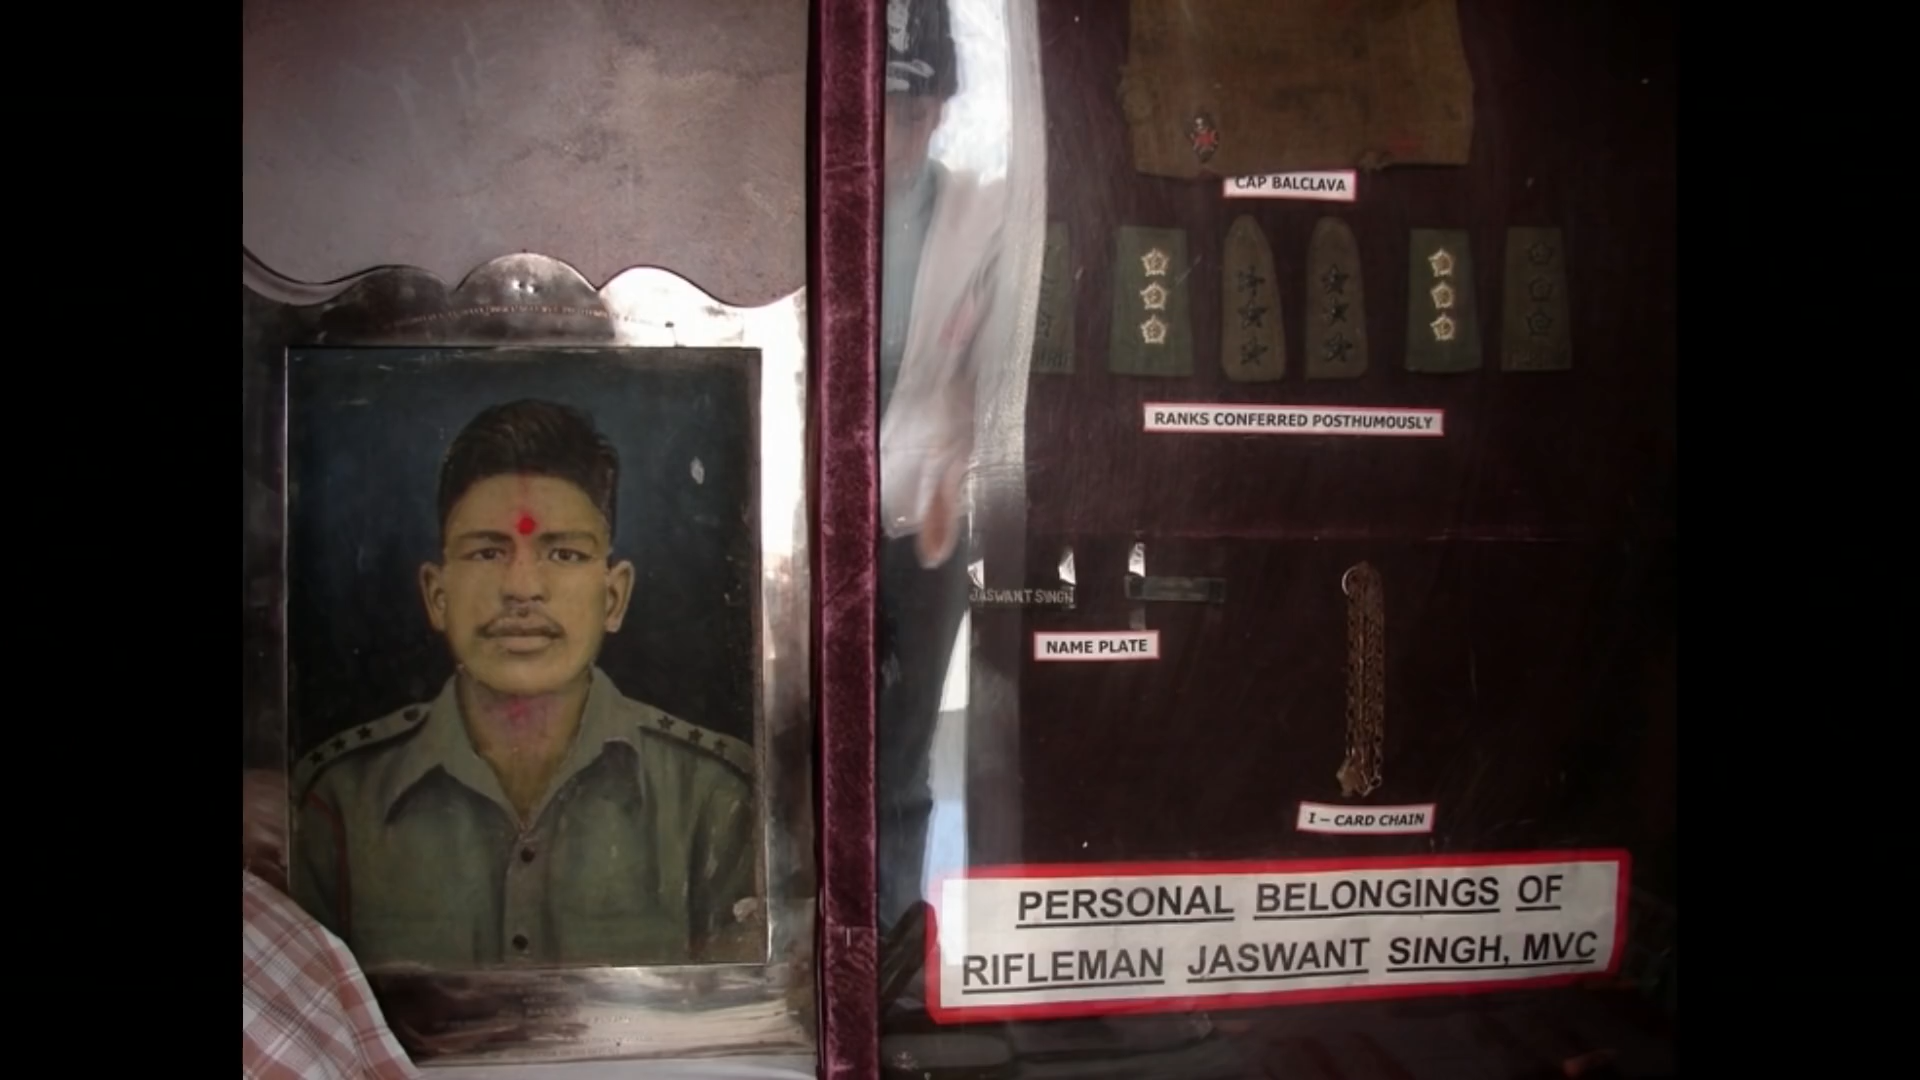 CAP BALCLAVA
RANKS CONFERRED POSTHUMOUSLY
JASWANT SINGH
NAME PLATE
I – CARD CHAIN
PERSONAL BELONGINGS OF
RIFLEMAN JASWANT SINGH, MVC